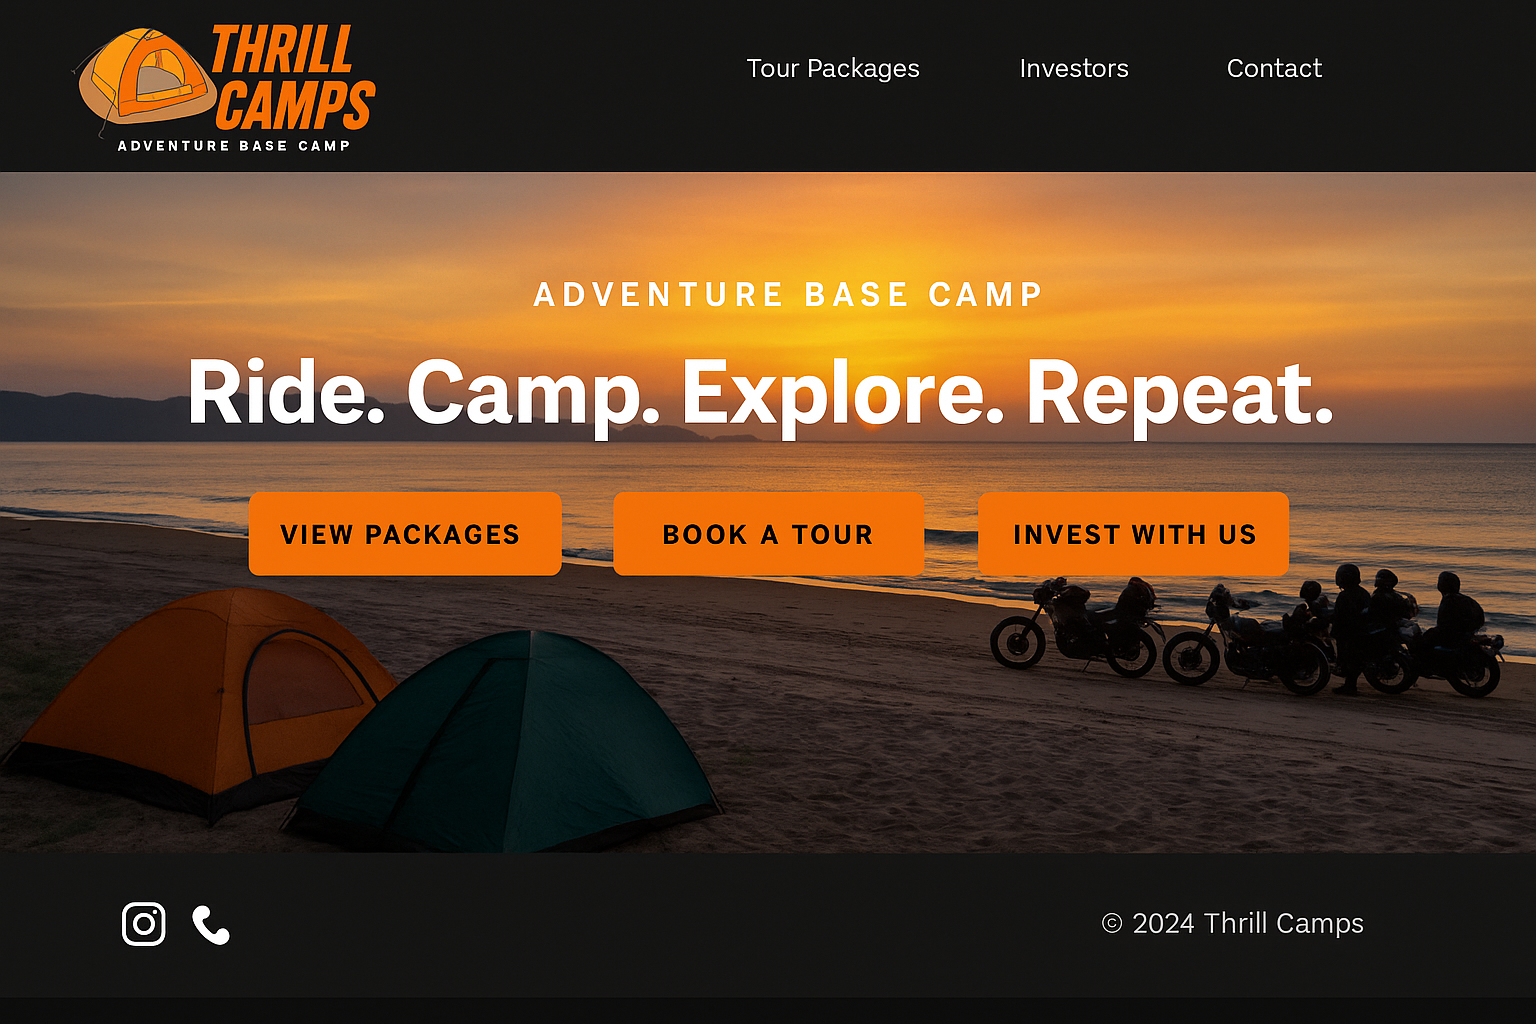 THRILL
CAMPS
ADVENTURE BASE CAMP
Tour Packages Investors Contact
ADVENTURE BASE CAMP
Ride. Camp. Explore. Repeat.
VIEW PACKAGES BOOK A TOUR INVEST WITH US
© 2024 Thrill Camps